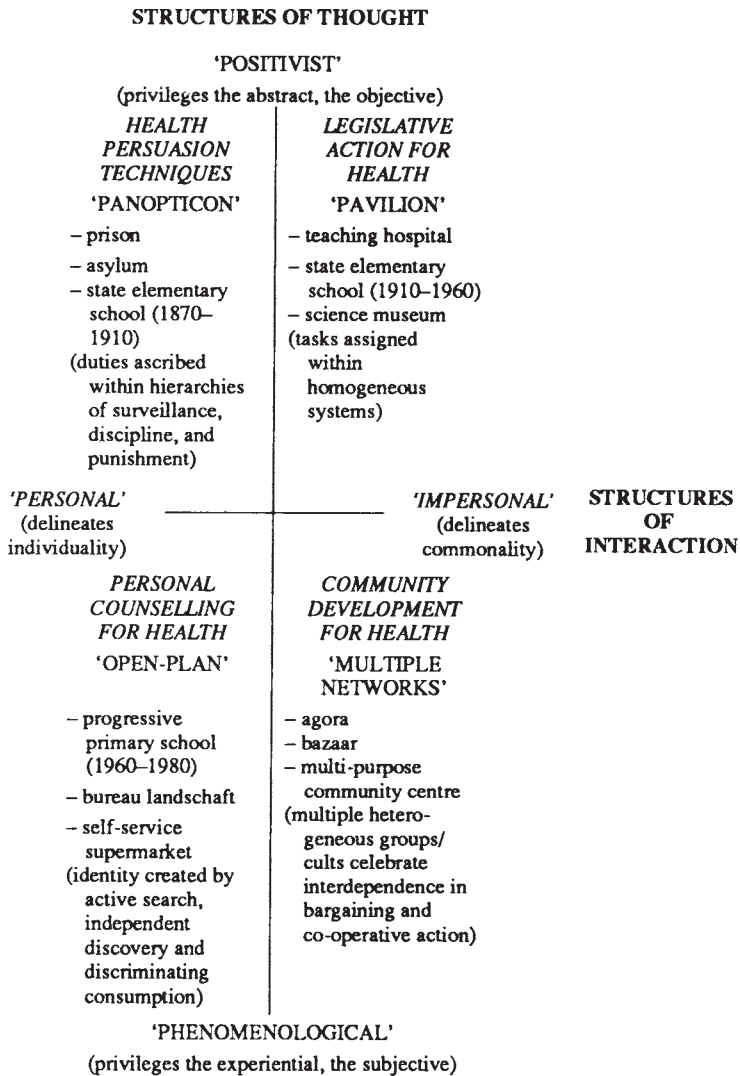 STRUCTURES OF THOUGHT
‘POSITIVIST’
(privileges the abstract, the objective)
HEALTH
PERSUASION
TECHNIQUES
‘PANOPTICON’
– prison
– asylum
– state elementary
school (1870–
1910)
(duties ascribed
within hierarchies
of surveillance,
discipline, and
punishment)
LEGISLATIVE
ACTION FOR
HEALTH
‘PAVILION’
– teaching hospital
– state elementary
school (1910–1960)
– science museum
(tasks assigned
within
homogeneous
systems)
‘PERSONAL’
(delineates
individuality)
‘IMPERSONAL’
(delineates
commonality)
STRUCTURES
OF
INTERACTION
PERSONAL
COUNSELLING
FOR HEALTH
‘OPEN-PLAN’
– progressive
primary school
(1960–1980)
– bureau landschaft
– self-service
supermarket
(identity created by
active search,
independent
discovery and
discriminating
consumption)
COMMUNITY
DEVELOPMENT
FOR HEALTH
‘MULTIPLE
NETWORKS’
– agora
– bazaar
– multi-purpose
community centre
(multiple hetero-
geneous groups/
cults celebrate
interdependence in
bargaining and
co-operative action)
‘PHENOMENOLOGICAL’
(privileges the experiential, the subjective)